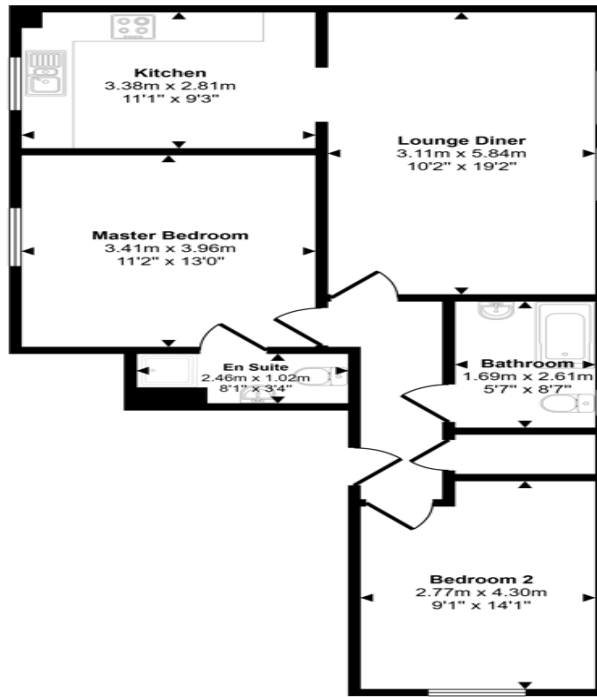 Kitchen
3.38m x 2.81m
11'1" x 9'3"
Lounge Diner
3.11m x 5.84m
10'2" x 19'2"
Master Bedroom
3.41m x 3.96m
11'2" x 13'0"
En Suite
2.46m x 1.02m
8'1" x 3'4"
Bathroom
1.69m x 2.61m
5'7" x 8'7"
Bedroom 2
2.77m x 4.30m
9'1" x 14'1"